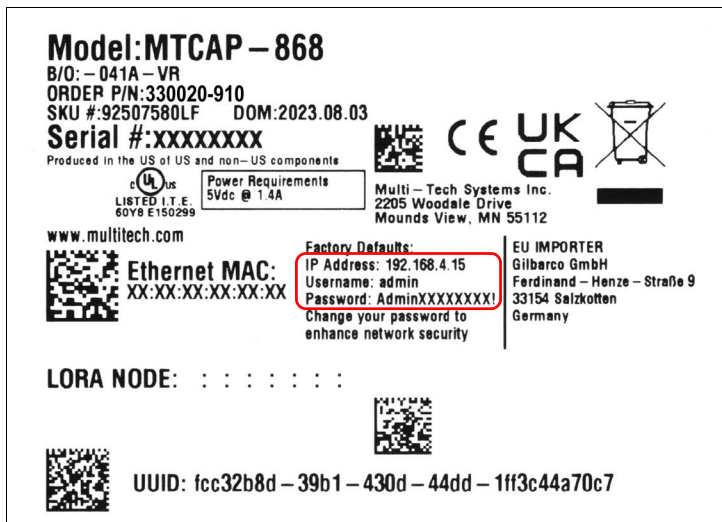 Model:MTCAP-868
B/O:-041A-VR
ORDER P/N:330020-910
SKU #:92507580LF DOM:2023.08.03
Serial #:XXXXXXXX
Produced in the US of US and non-US components
CE
UK
CA
c UL us
LISTED I.T.E.
60Y8 E150299
Power Requirements
5Vdc @ 1.4A
Multi-Tech Systems Inc.
2205 Woodale Drive
Mounds View, MN 55112
www.multitech.com
Ethernet MAC:
XX:XX:XX:XX:XX:XX
Factory Defaults:
IP Address: 192.168.4.15
Username: admin
Password: AdminXXXXXXXX!
Change your password to
enhance network security
EU IMPORTER
Gilbarco GmbH
Ferdinand-Henze-Straße 9
33154 Salzkotten
Germany
LORA NODE: : : : : : : :
UUID: fcc32b8d-39b1-430d-44dd-1ff3c44a70c7